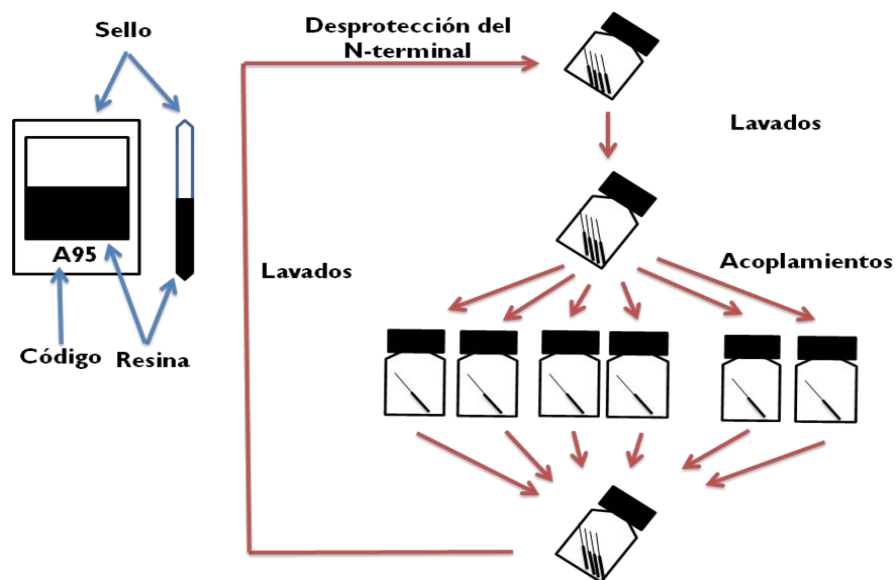 Sello
Desprotección del
N-terminal
Lavados
A95
Lavados
Acoplamientos
Código
Resina